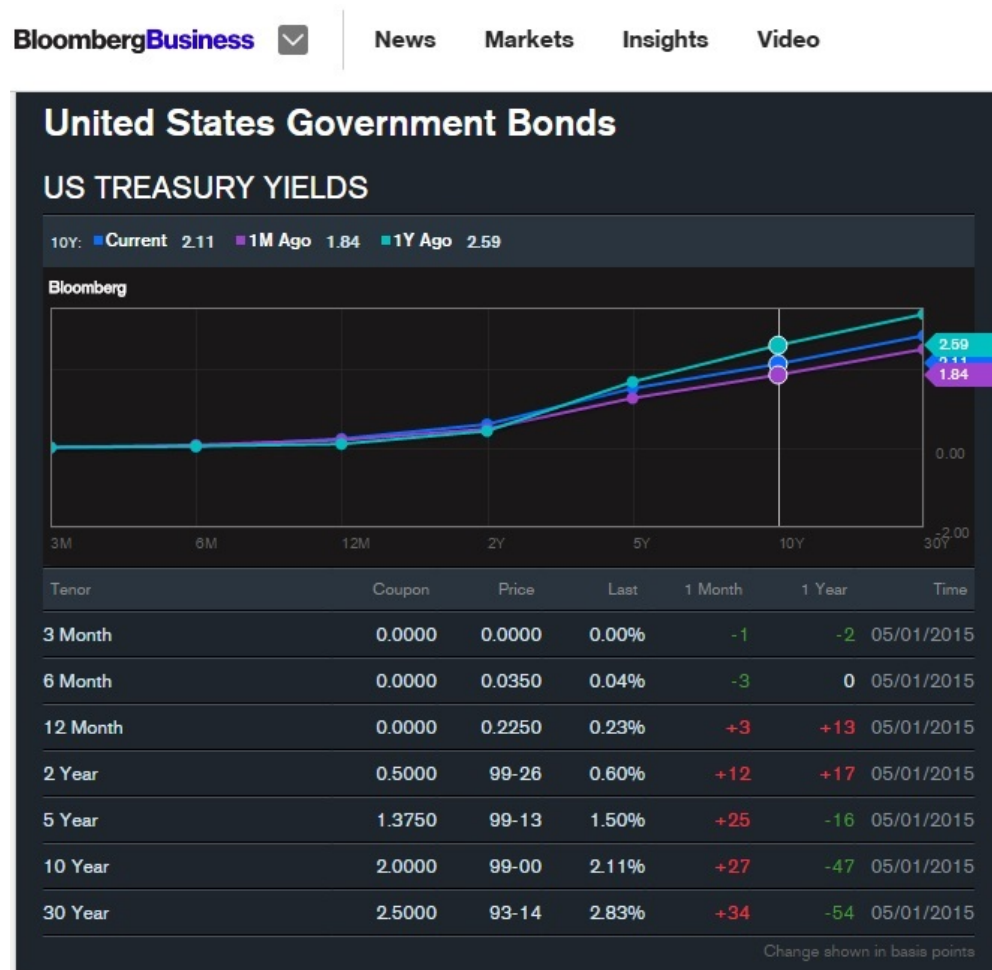 BloombergBusiness News Markets Insights Video
United States Government Bonds
US TREASURY YIELDS
10Y: Current 2.11 1M Ago 1.84 1Y Ago 2.59
Bloomberg
2.59
2.11
1.84
0.00
-2.00
3M 6M 12M 2Y 5Y 10Y 30Y
Tenor Coupon Price Last 1 Month 1 Year Time
3 Month 0.0000 0.0000 0.00% -1 -2 05/01/2015
6 Month 0.0000 0.0350 0.04% -3 0 05/01/2015
12 Month 0.0000 0.2250 0.23% +3 +13 05/01/2015
2 Year 0.5000 99-26 0.60% +12 +17 05/01/2015
5 Year 1.3750 99-13 1.50% +25 -16 05/01/2015
10 Year 2.0000 99-00 2.11% +27 -47 05/01/2015
30 Year 2.5000 93-14 2.83% +34 -54 05/01/2015
Change shown in basis points